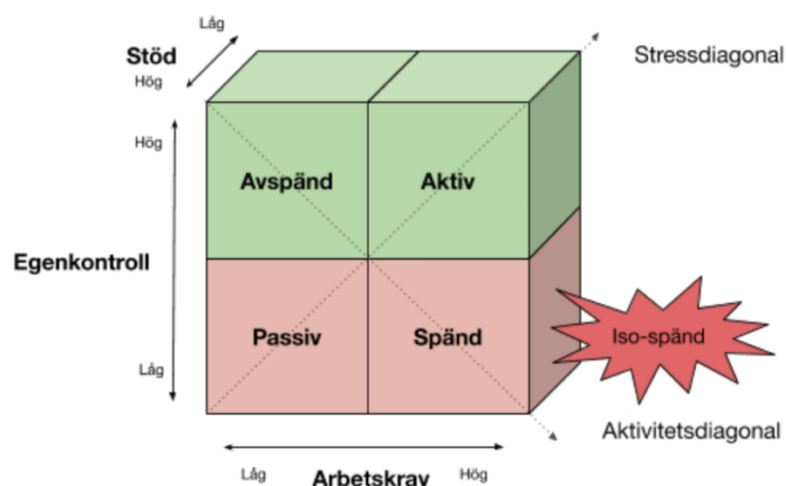 Låg
Stöd
Hög
Stressdiagonal
Hög
Avspänd
Aktiv
Egenkontroll
Passiv
Spänd
Iso-spänd
Låg
Aktivitetsdiagonal
Låg
Arbetskrav
Hög